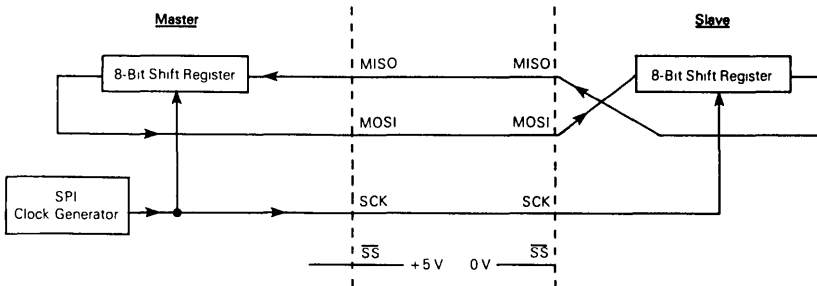 Master
Slave
8-Bit Shift Register
MISO
MISO
8-Bit Shift Register
MOSI
MOSI
SPI
Clock Generator
SCK
SCK
SS
+5 V
0 V
SS